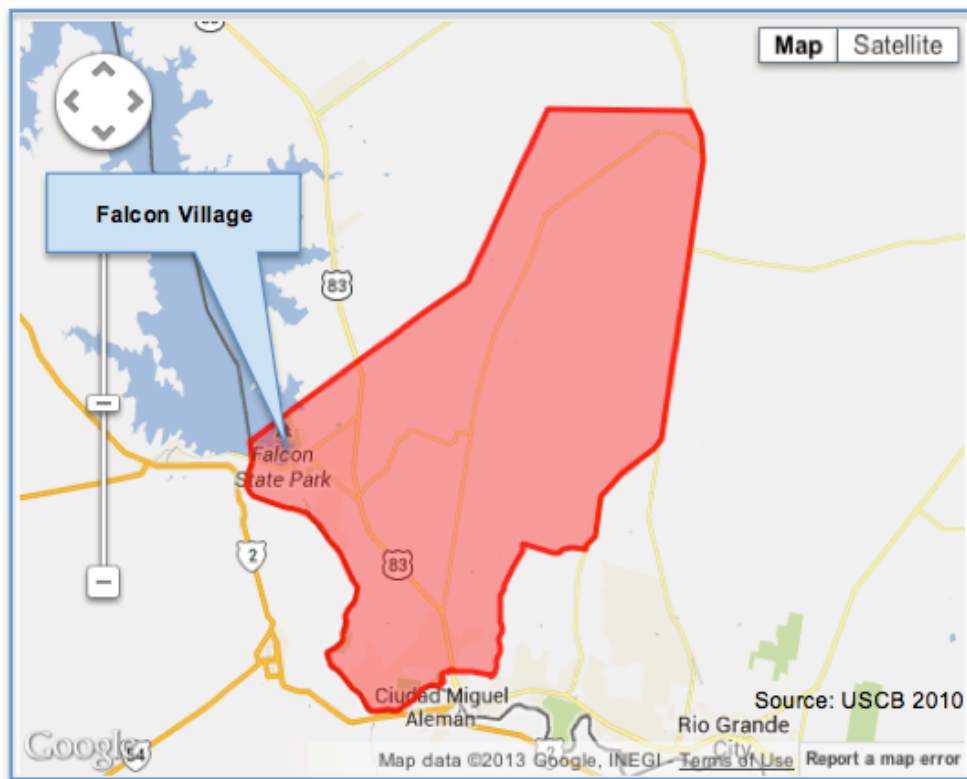 Map Satellite
Falcon Village
83
Falcon
State Park
2
83
Ciudad Miguel
Alemán
Source: USCB 2010
Rio Grande
City
2
54
Google
Map data ©2013 Google, INEGI - Terms of Use Report a map error